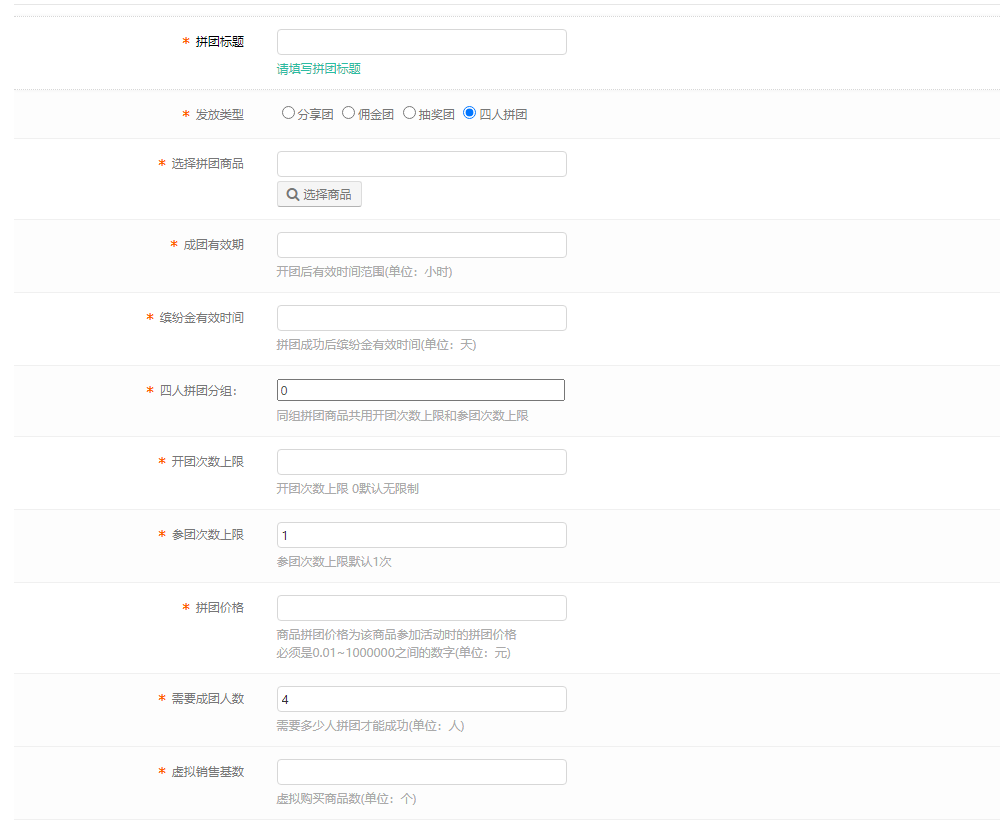 * 拼团标题
请填写拼团标题
* 发放类型 分享团 佣金团 抽奖团 四人拼团
* 选择拼团商品
选择商品
* 成团有效期
开团后有效时间范围(单位：小时)
* 缤纷金有效时间
拼团成功后缤纷金有效时间(单位：天)
* 四人拼团分组: 0
同组拼团商品共用开团次数上限和参团次数上限
* 开团次数上限
开团次数上限 0默认无限制
* 参团次数上限 1
参团次数上限默认1次
* 拼团价格
商品拼团价格为该商品参加活动时的拼团价格
必须是0.01~1000000之间的数字(单位：元)
* 需要成团人数 4
需要多少人拼团才能成功(单位：人)
* 虚拟销售基数
虚拟购买商品数(单位：个)